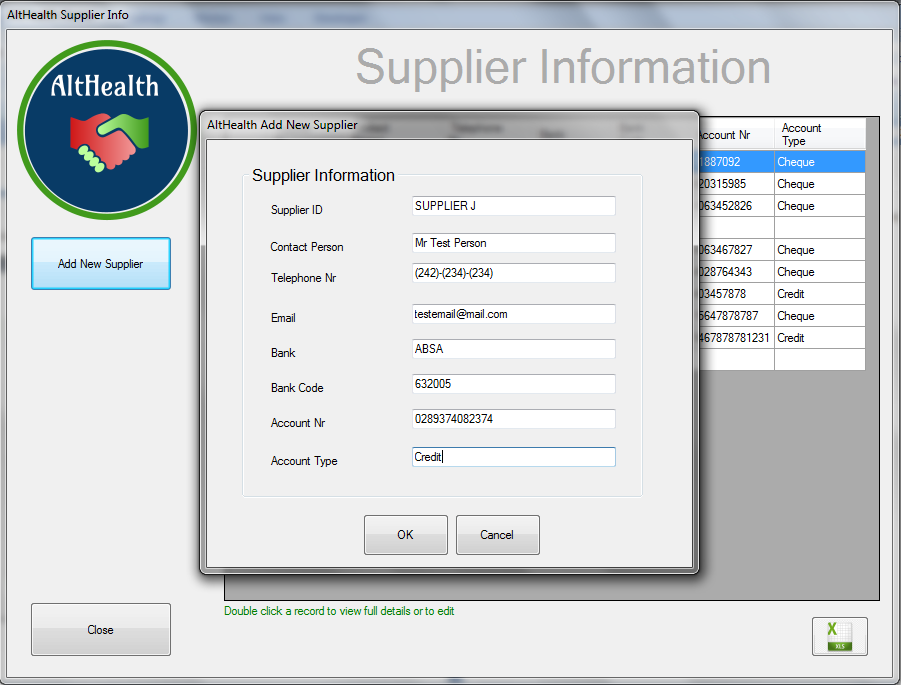 AltHealth Supplier Info
AltHealth
Supplier Information
Add New Supplier
AltHealth Add New Supplier
Supplier Information
Supplier ID SUPPLIER J
Contact Person Mr Test Person
Telephone Nr (242)-(234)-(234)
Email testemail@mail.com
Bank ABSA
Bank Code 632005
Account Nr 0289374082374
Account Type Credit
OK Cancel
Account Nr Account
Type
1887092 Cheque
20315985 Cheque
063452826 Cheque
063467827 Cheque
028764343 Cheque
03457878 Credit
5647878787 Cheque
467878781231 Credit
Double click a record to view full details or to edit
Close
XLS